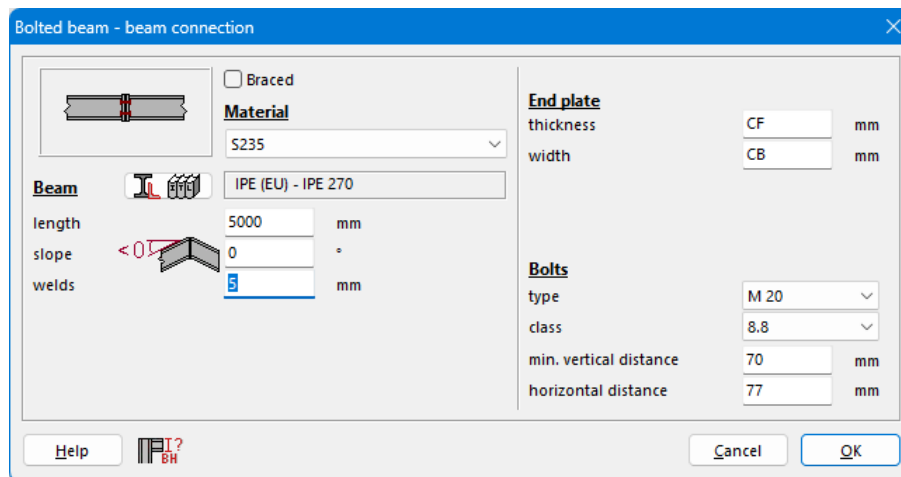 Bolted beam - beam connection
Braced
Material
S235
Beam
IPE (EU) - IPE 270
length 5000 mm
slope <0 0 °
welds 5 mm
End plate
thickness CF mm
width CB mm
Bolts
type M 20
class 8.8
min. vertical distance 70 mm
horizontal distance 77 mm
Help
I?
BH
Cancel
OK